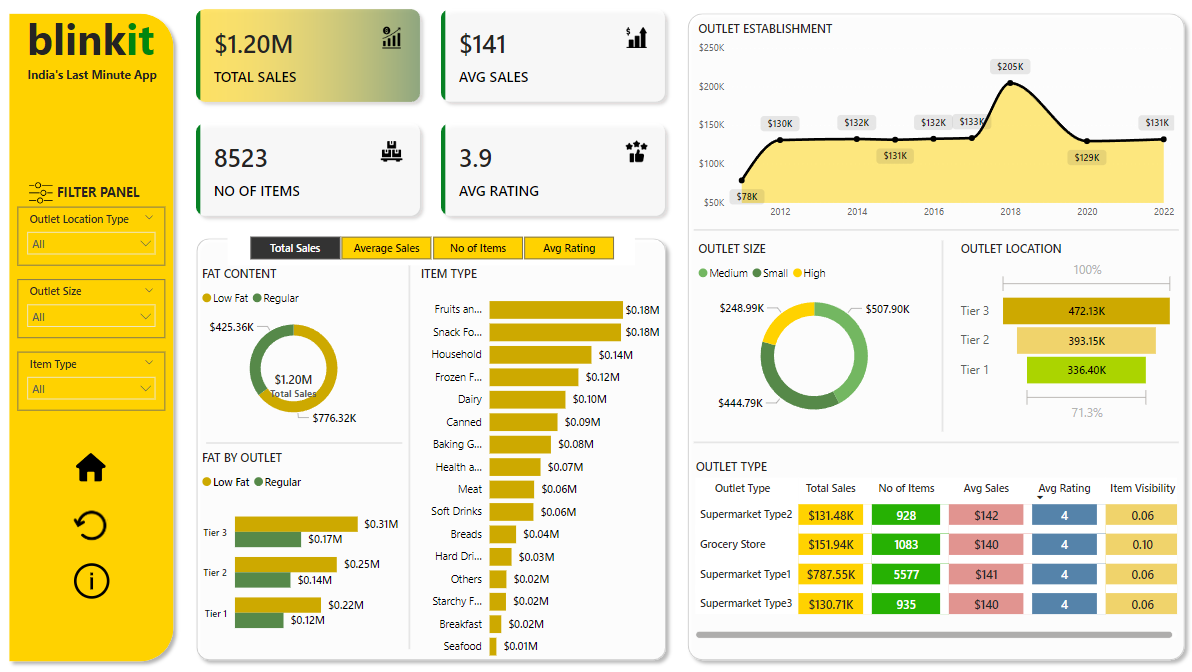 blinkit
India's Last Minute App
FILTER PANEL
Outlet Location Type
All
Outlet Size
All
Item Type
All
$1.20M
TOTAL SALES
$141
AVG SALES
8523
NO OF ITEMS
3.9
AVG RATING
Total Sales Average Sales No of Items Avg Rating
FAT CONTENT
Low Fat Regular
$425.36K
$1.20M
Total Sales
$776.32K
FAT BY OUTLET
Low Fat Regular
Tier 3 $0.31M
$0.17M
Tier 2 $0.25M
$0.14M
Tier 1 $0.22M
$0.12M
ITEM TYPE
Fruits an... $0.18M
Snack Fo... $0.18M
Household $0.14M
Frozen F... $0.12M
Dairy $0.10M
Canned $0.09M
Baking G... $0.08M
Health a... $0.07M
Meat $0.06M
Soft Drinks $0.06M
Breads $0.04M
Hard Dri... $0.03M
Others $0.02M
Starchy F... $0.02M
Breakfast $0.02M
Seafood $0.01M
OUTLET ESTABLISHMENT
$250K
$200K
$150K
$100K
$50K
$78K
$130K
$132K
$131K
$132K
$133K
$205K
$129K
$131K
2012 2014 2016 2018 2020 2022
OUTLET SIZE
Medium Small High
$248.99K
$507.90K
$444.79K
OUTLET LOCATION
100%
Tier 3 472.13K
Tier 2 393.15K
Tier 1 336.40K
71.3%
OUTLET TYPE
Outlet Type Total Sales No of Items Avg Sales Avg Rating Item Visibility
Supermarket Type2 $131.48K 928 $142 4 0.06
Grocery Store $151.94K 1083 $140 4 0.10
Supermarket Type1 $787.55K 5577 $141 4 0.06
Supermarket Type3 $130.71K 935 $140 4 0.06